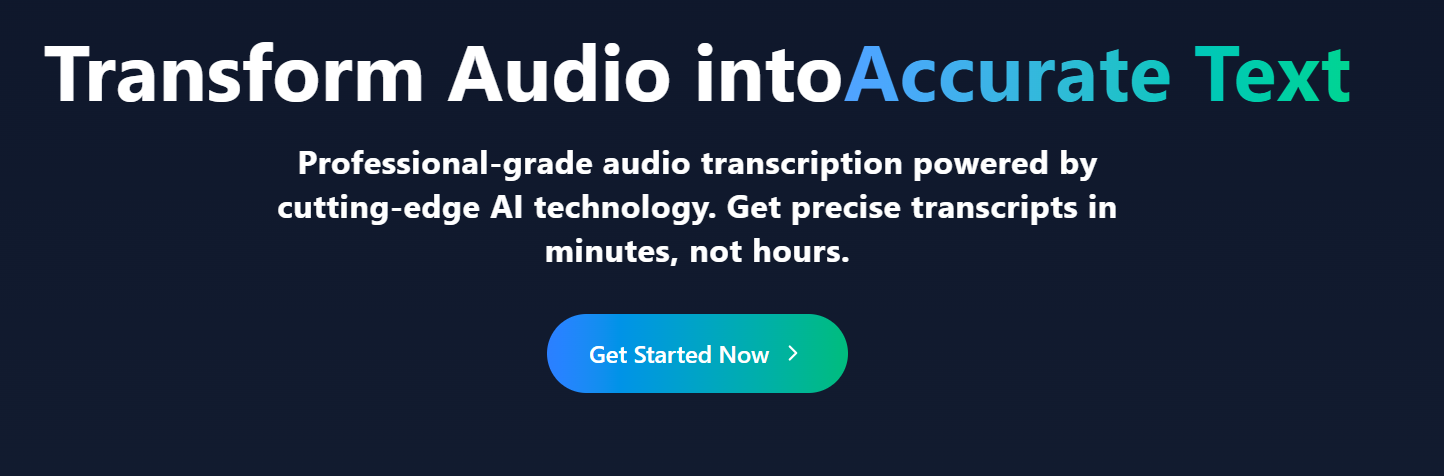 Transform Audio intoAccurate Text
Professional-grade audio transcription powered by
cutting-edge AI technology. Get precise transcripts in
minutes, not hours.
Get Started Now